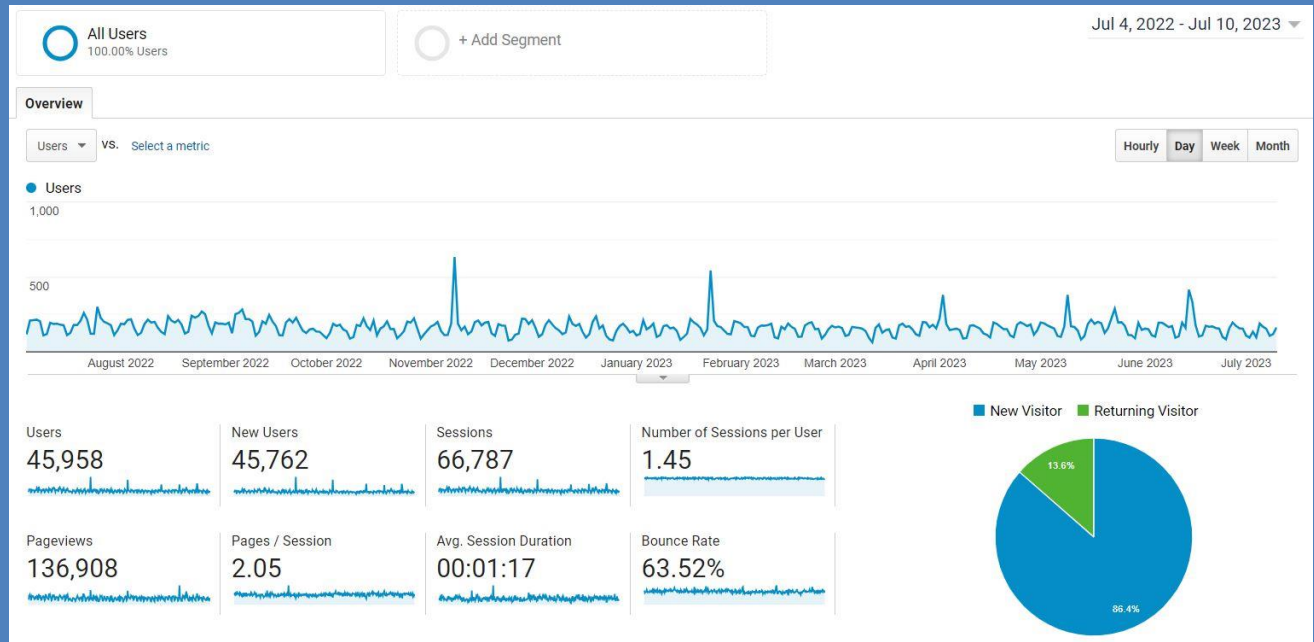 All Users
100.00% Users
+ Add Segment
Jul 4, 2022 - Jul 10, 2023
Overview
Users
VS.
Select a metric
Hourly
Day
Week
Month
Users
1,000
500
August 2022
September 2022
October 2022
November 2022
December 2022
January 2023
February 2023
March 2023
April 2023
May 2023
June 2023
July 2023
Users
45,958
New Users
45,762
Sessions
66,787
Number of Sessions per User
1.45
Pageviews
136,908
Pages / Session
2.05
Avg. Session Duration
00:01:17
Bounce Rate
63.52%
New Visitor
Returning Visitor
13.6%
86.4%